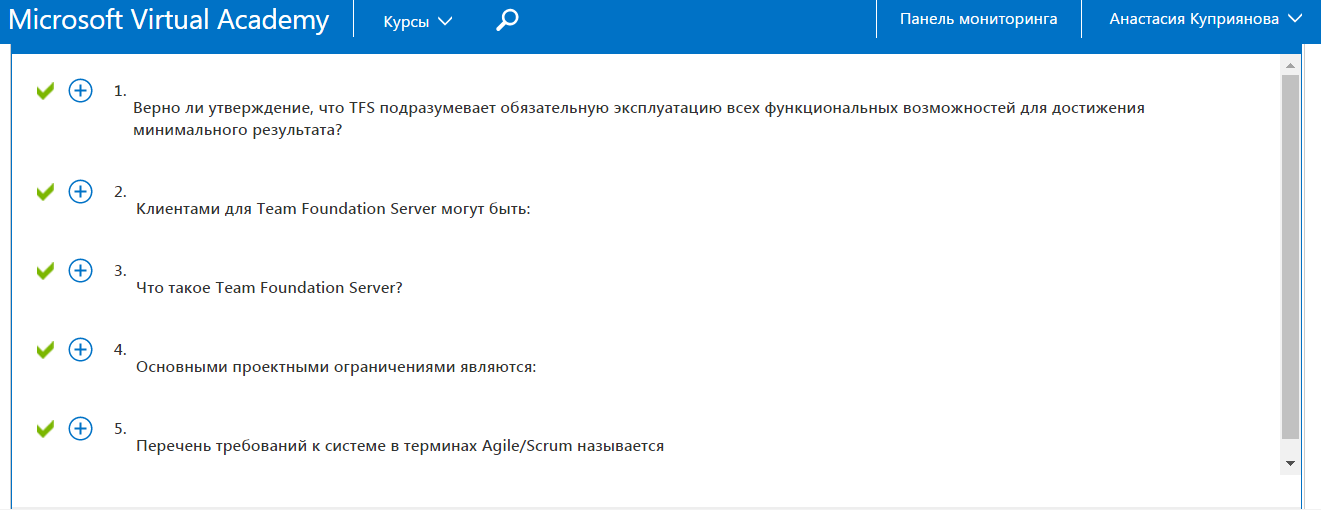 Microsoft Virtual Academy Курсы Панель мониторинга Анастасия Куприянова
1.
Верно ли утверждение, что TFS подразумевает обязательную эксплуатацию всех функциональных возможностей для достижения
минимального результата?
2.
Клиентами для Team Foundation Server могут быть:
3.
Что такое Team Foundation Server?
4.
Основными проектными ограничениями являются:
5.
Перечень требований к системе в терминах Agile/Scrum называется